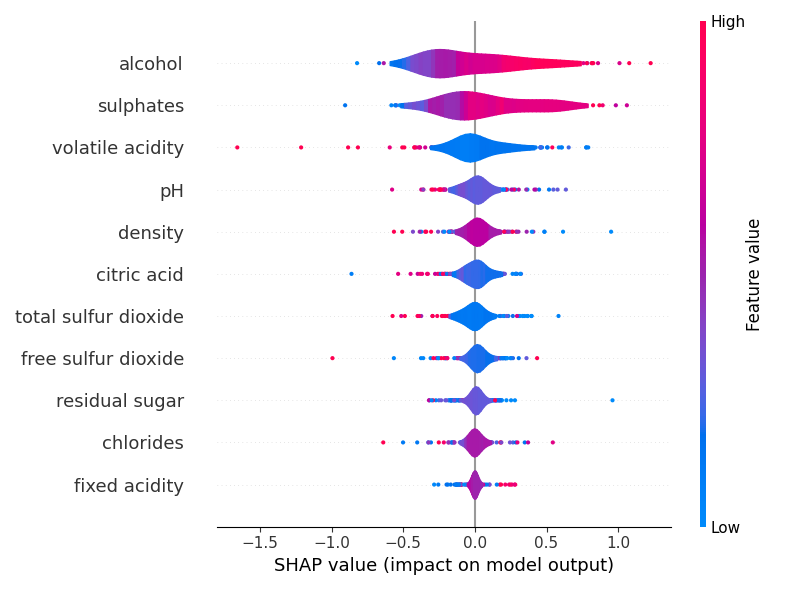 High
alcohol
sulphates
volatile acidity
pH
density
citric acid
total sulfur dioxide
free sulfur dioxide
residual sugar
chlorides
fixed acidity
Feature value
Low
−1.5 −1.0 −0.5 0.0 0.5 1.0
SHAP value (impact on model output)